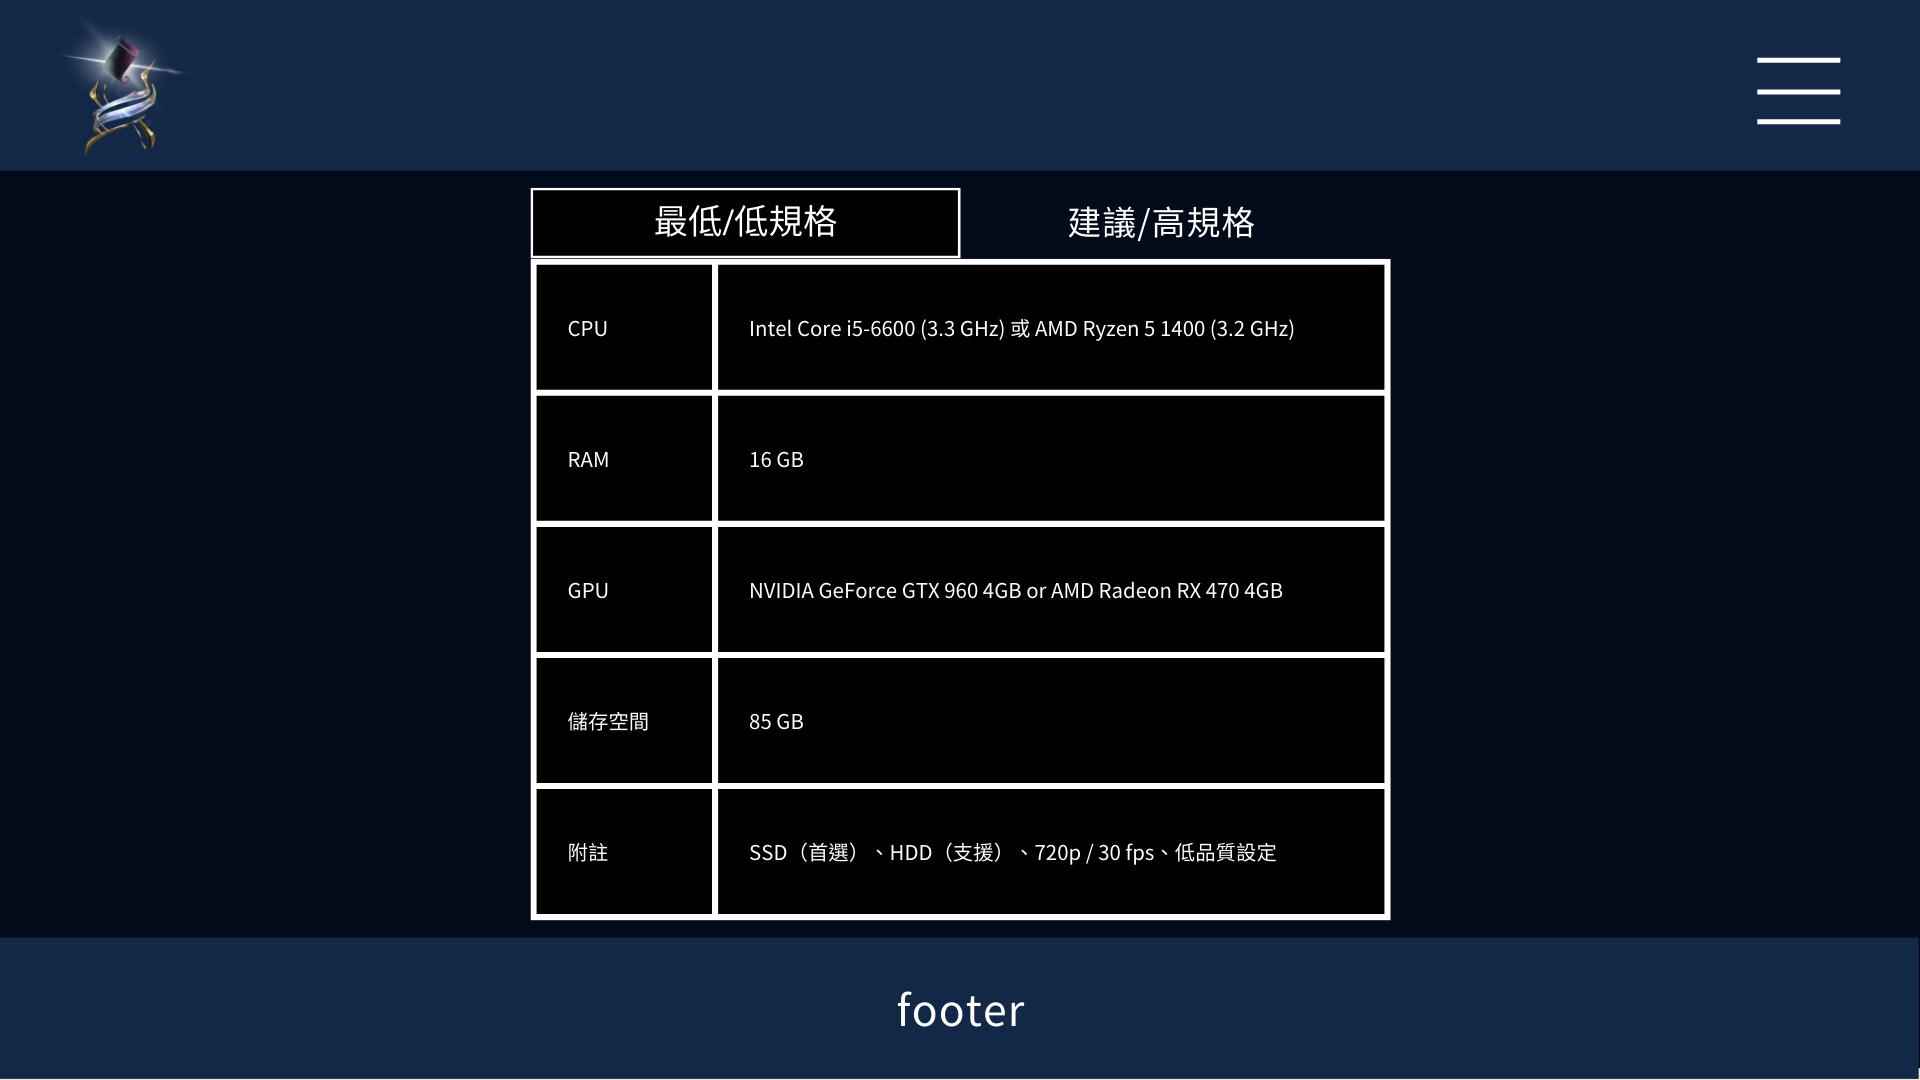 最低/低規格
建議/高規格
CPU
Intel Core i5-6600 (3.3 GHz) 或 AMD Ryzen 5 1400 (3.2 GHz)
RAM
16 GB
GPU
NVIDIA GeForce GTX 960 4GB or AMD Radeon RX 470 4GB
儲存空間
85 GB
附註
SSD（首選）、HDD（支援）、720p / 30 fps、低品質設定
footer